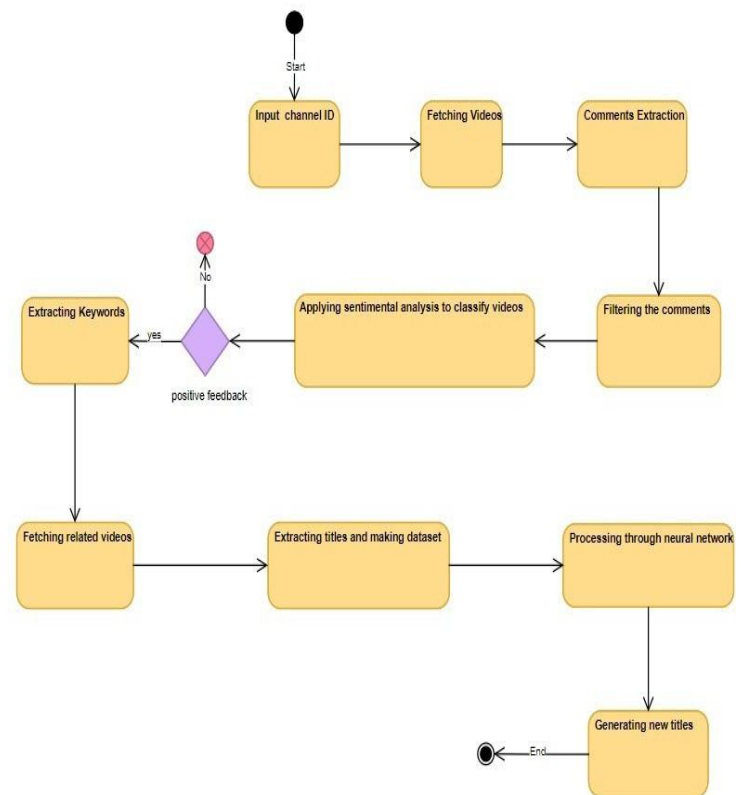 Start
Input channel ID
Fetching Videos
Comments Extraction
Filtering the comments
Applying sentimental analysis to classify videos
positive feedback
No
yes
Extracting Keywords
Fetching related videos
Extracting titles and making dataset
Processing through neural network
Generating new titles
End